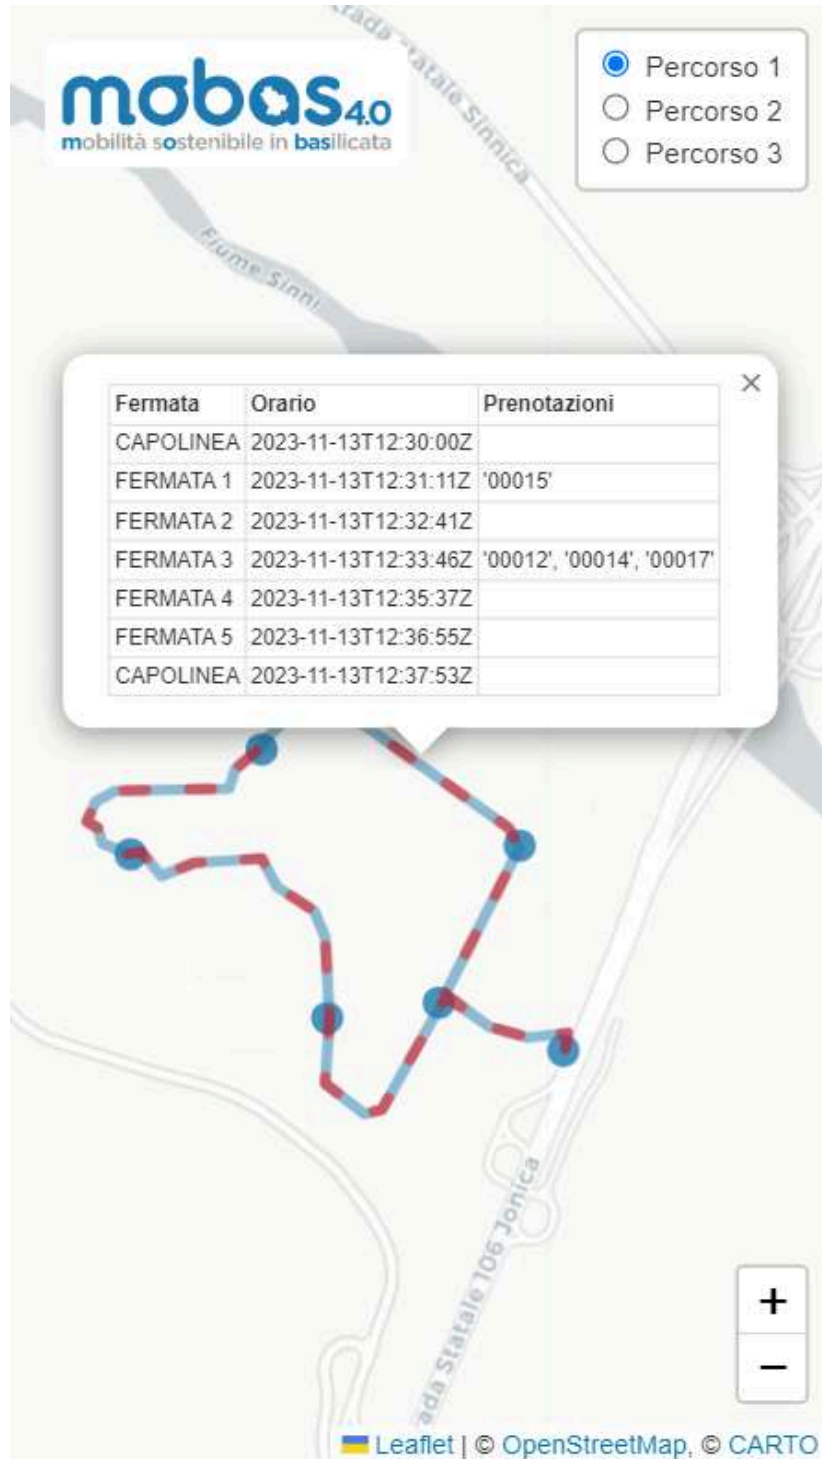 rada Statale Sinnica
mobas4.0
mobilità sostenibile in basilicata
Percorso 1
Percorso 2
Percorso 3
Fiume Sinni
×
Fermata Orario Prenotazioni
CAPOLINEA 2023-11-13T12:30:00Z
FERMATA 1 2023-11-13T12:31:11Z '00015'
FERMATA 2 2023-11-13T12:32:41Z
FERMATA 3 2023-11-13T12:33:46Z '00012', '00014', '00017'
FERMATA 4 2023-11-13T12:35:37Z
FERMATA 5 2023-11-13T12:36:55Z
CAPOLINEA 2023-11-13T12:37:53Z
ada Statale 106 Jonica
+
−
Leaflet | © OpenStreetMap, © CARTO